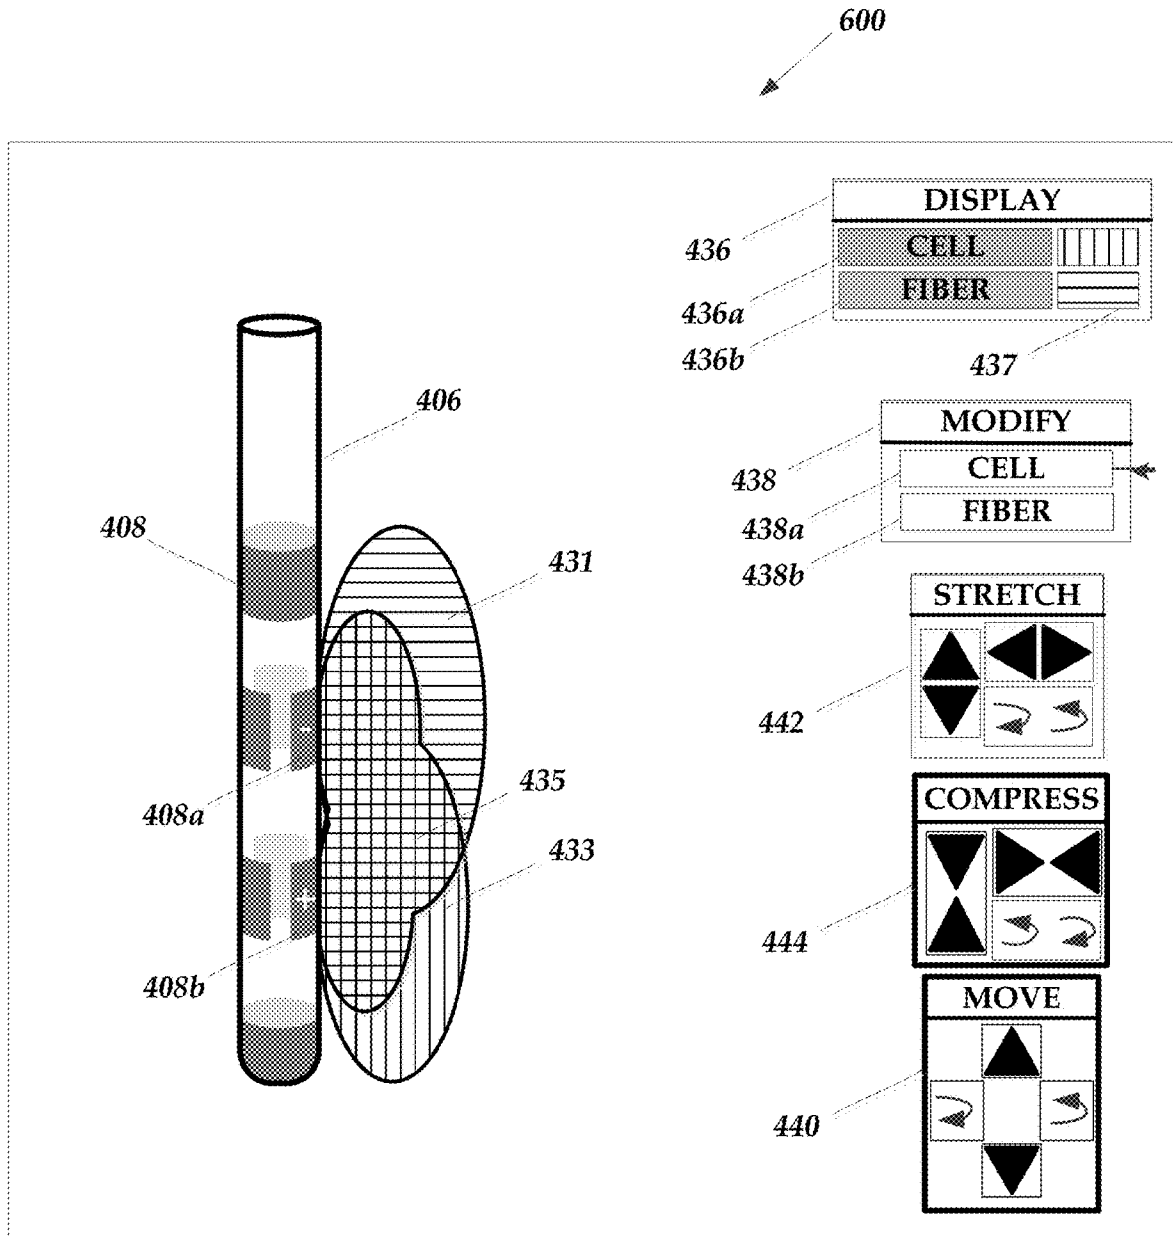 600
DISPLAY
436
CELL
FIBER
436a
436b
437
406
MODIFY
438
CELL
438a
FIBER
438b
408
431
STRETCH
442
408a
435
COMPRESS
433
444
408b
MOVE
440
-
+